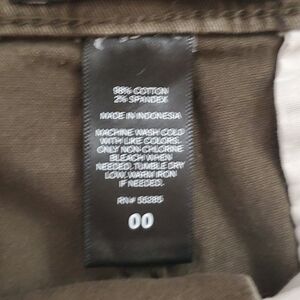 98% COTTON
2% SPANDEX
MADE IN INDONESIA
MACHINE WASH COLD
WITH LIKE COLORS.
ONLY NON-CHLORINE
BLEACH WHEN
NEEDED. TUMBLE DRY
LOW. WARM IRON
IF NEEDED.
RN# 56285
00